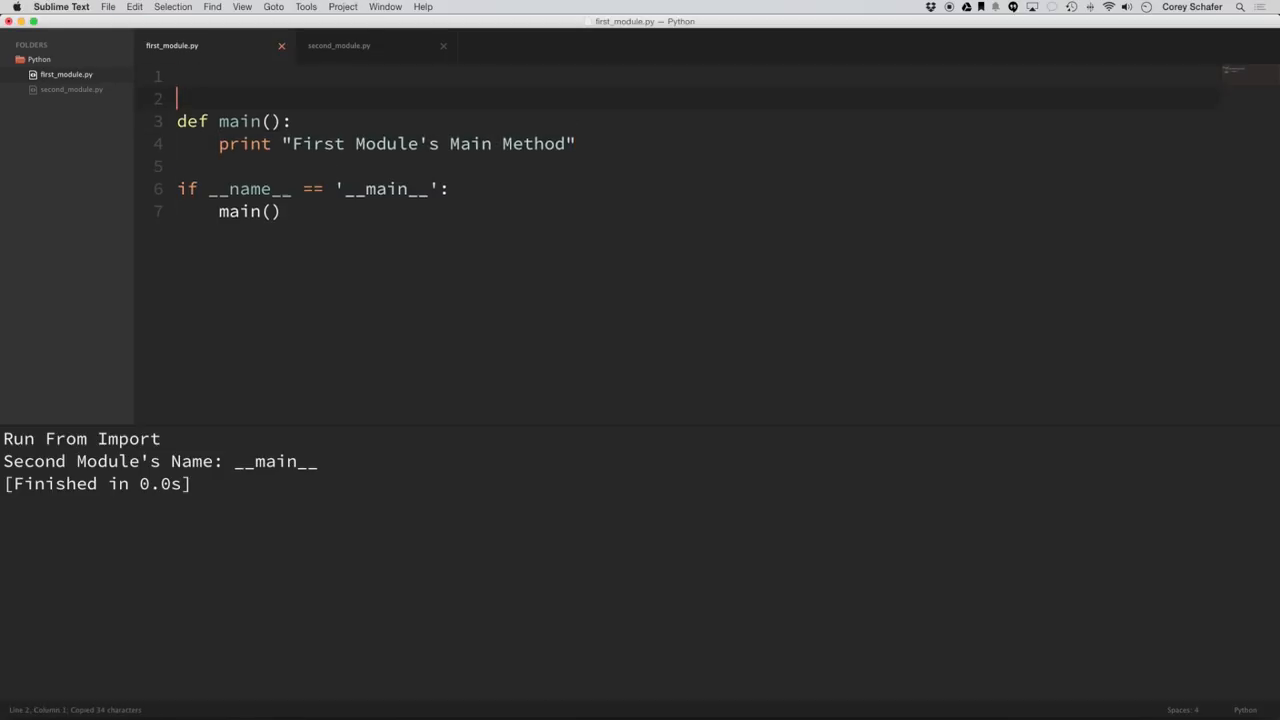 Sublime Text File Edit Selection Find View Goto Tools Project Window Help Corey Schafer
first_module.py — Python
FOLDERS
Python
first_module.py
second_module.py
first_module.py second_module.py
1
2
3 def main():
4 print "First Module's Main Method"
5
6 if __name__ == '__main__':
7 main()
Run From Import
Second Module's Name: __main__
[Finished in 0.0s]
Line 2, Column 1; Copied 34 characters Spaces: 4 Python